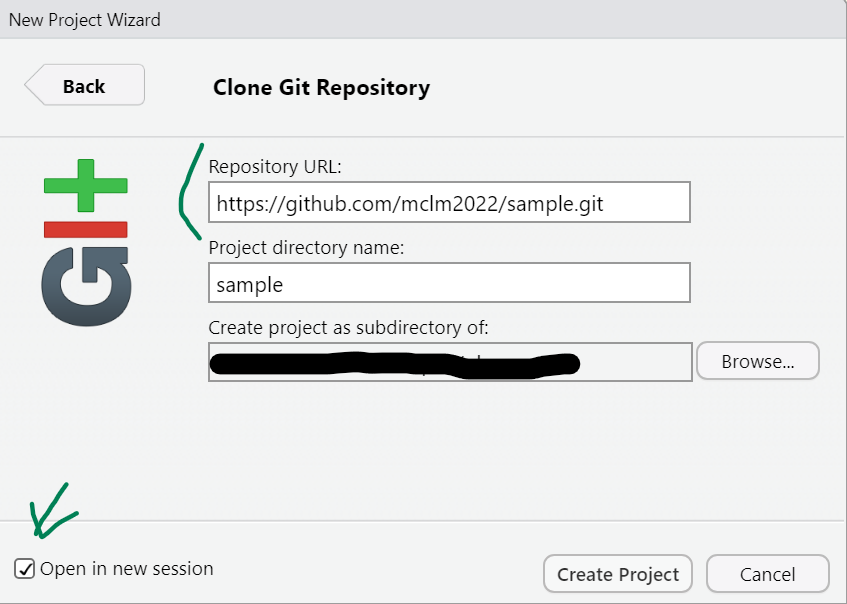 New Project Wizard
Back
Clone Git Repository
git
Repository URL:
https://github.com/mclm2022/sample.git
Project directory name:
sample
Create project as subdirectory of:
Browse...
Open in new session
Create Project
Cancel